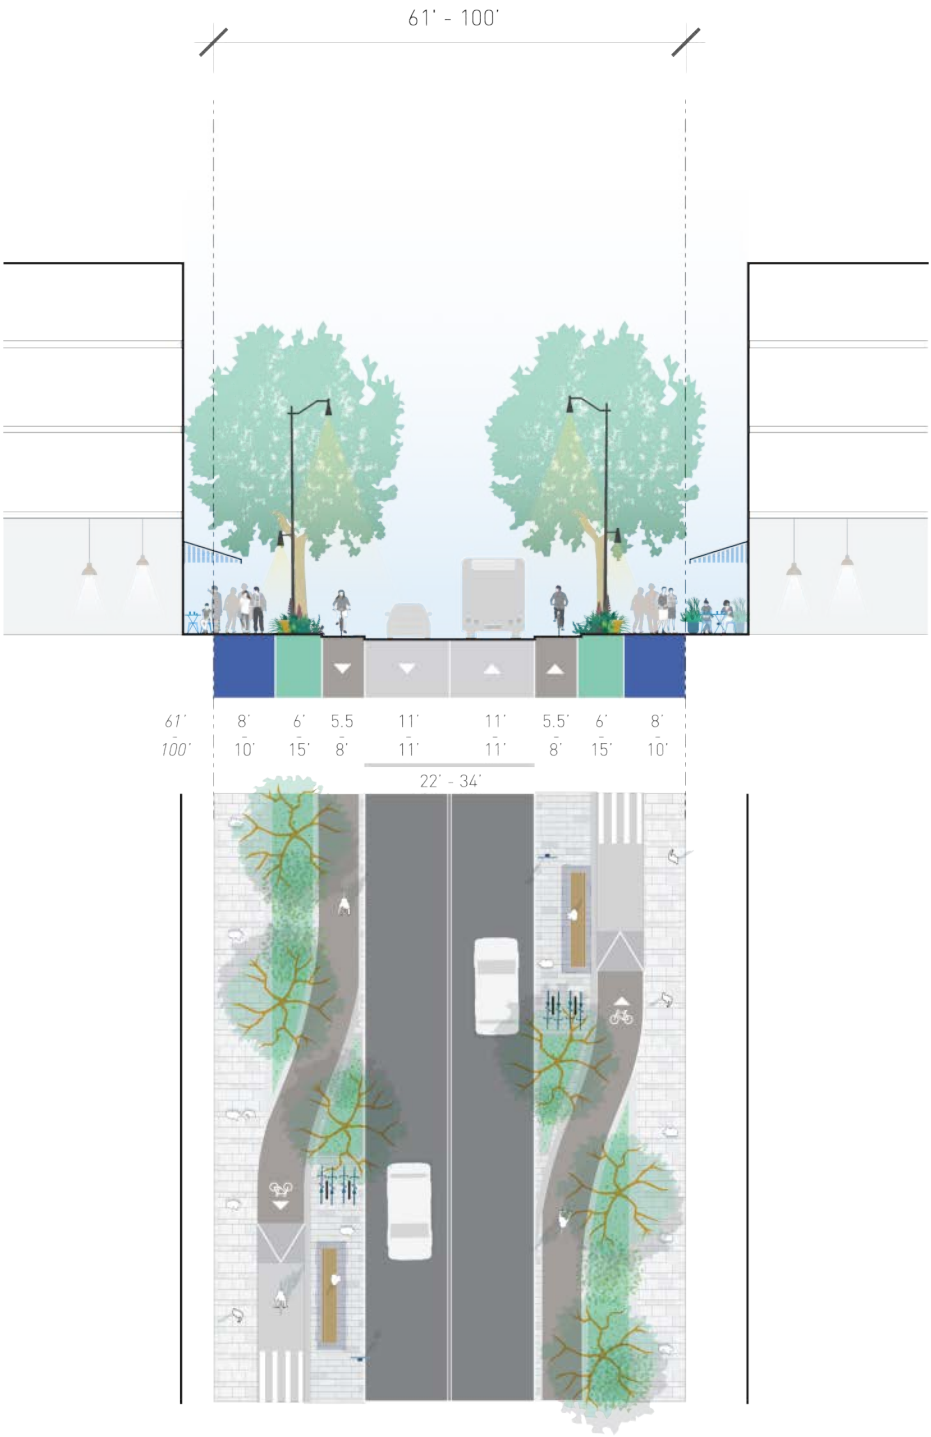 61' - 100'
61' 8' 6' 5.5 11' 11' 5.5' 6' 8'
- - - - - - - - -
100' 10' 15' 8' 11' 11' 8' 15' 10'
22' - 34'